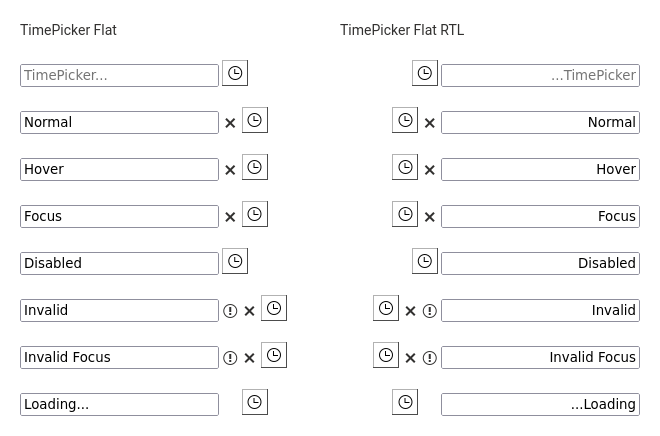 TimePicker Flat
TimePicker...
Normal
Hover
Focus
Disabled
Invalid
Invalid Focus
Loading...
TimePicker Flat RTL
...TimePicker
Normal
Hover
Focus
Disabled
Invalid
Invalid Focus
...Loading